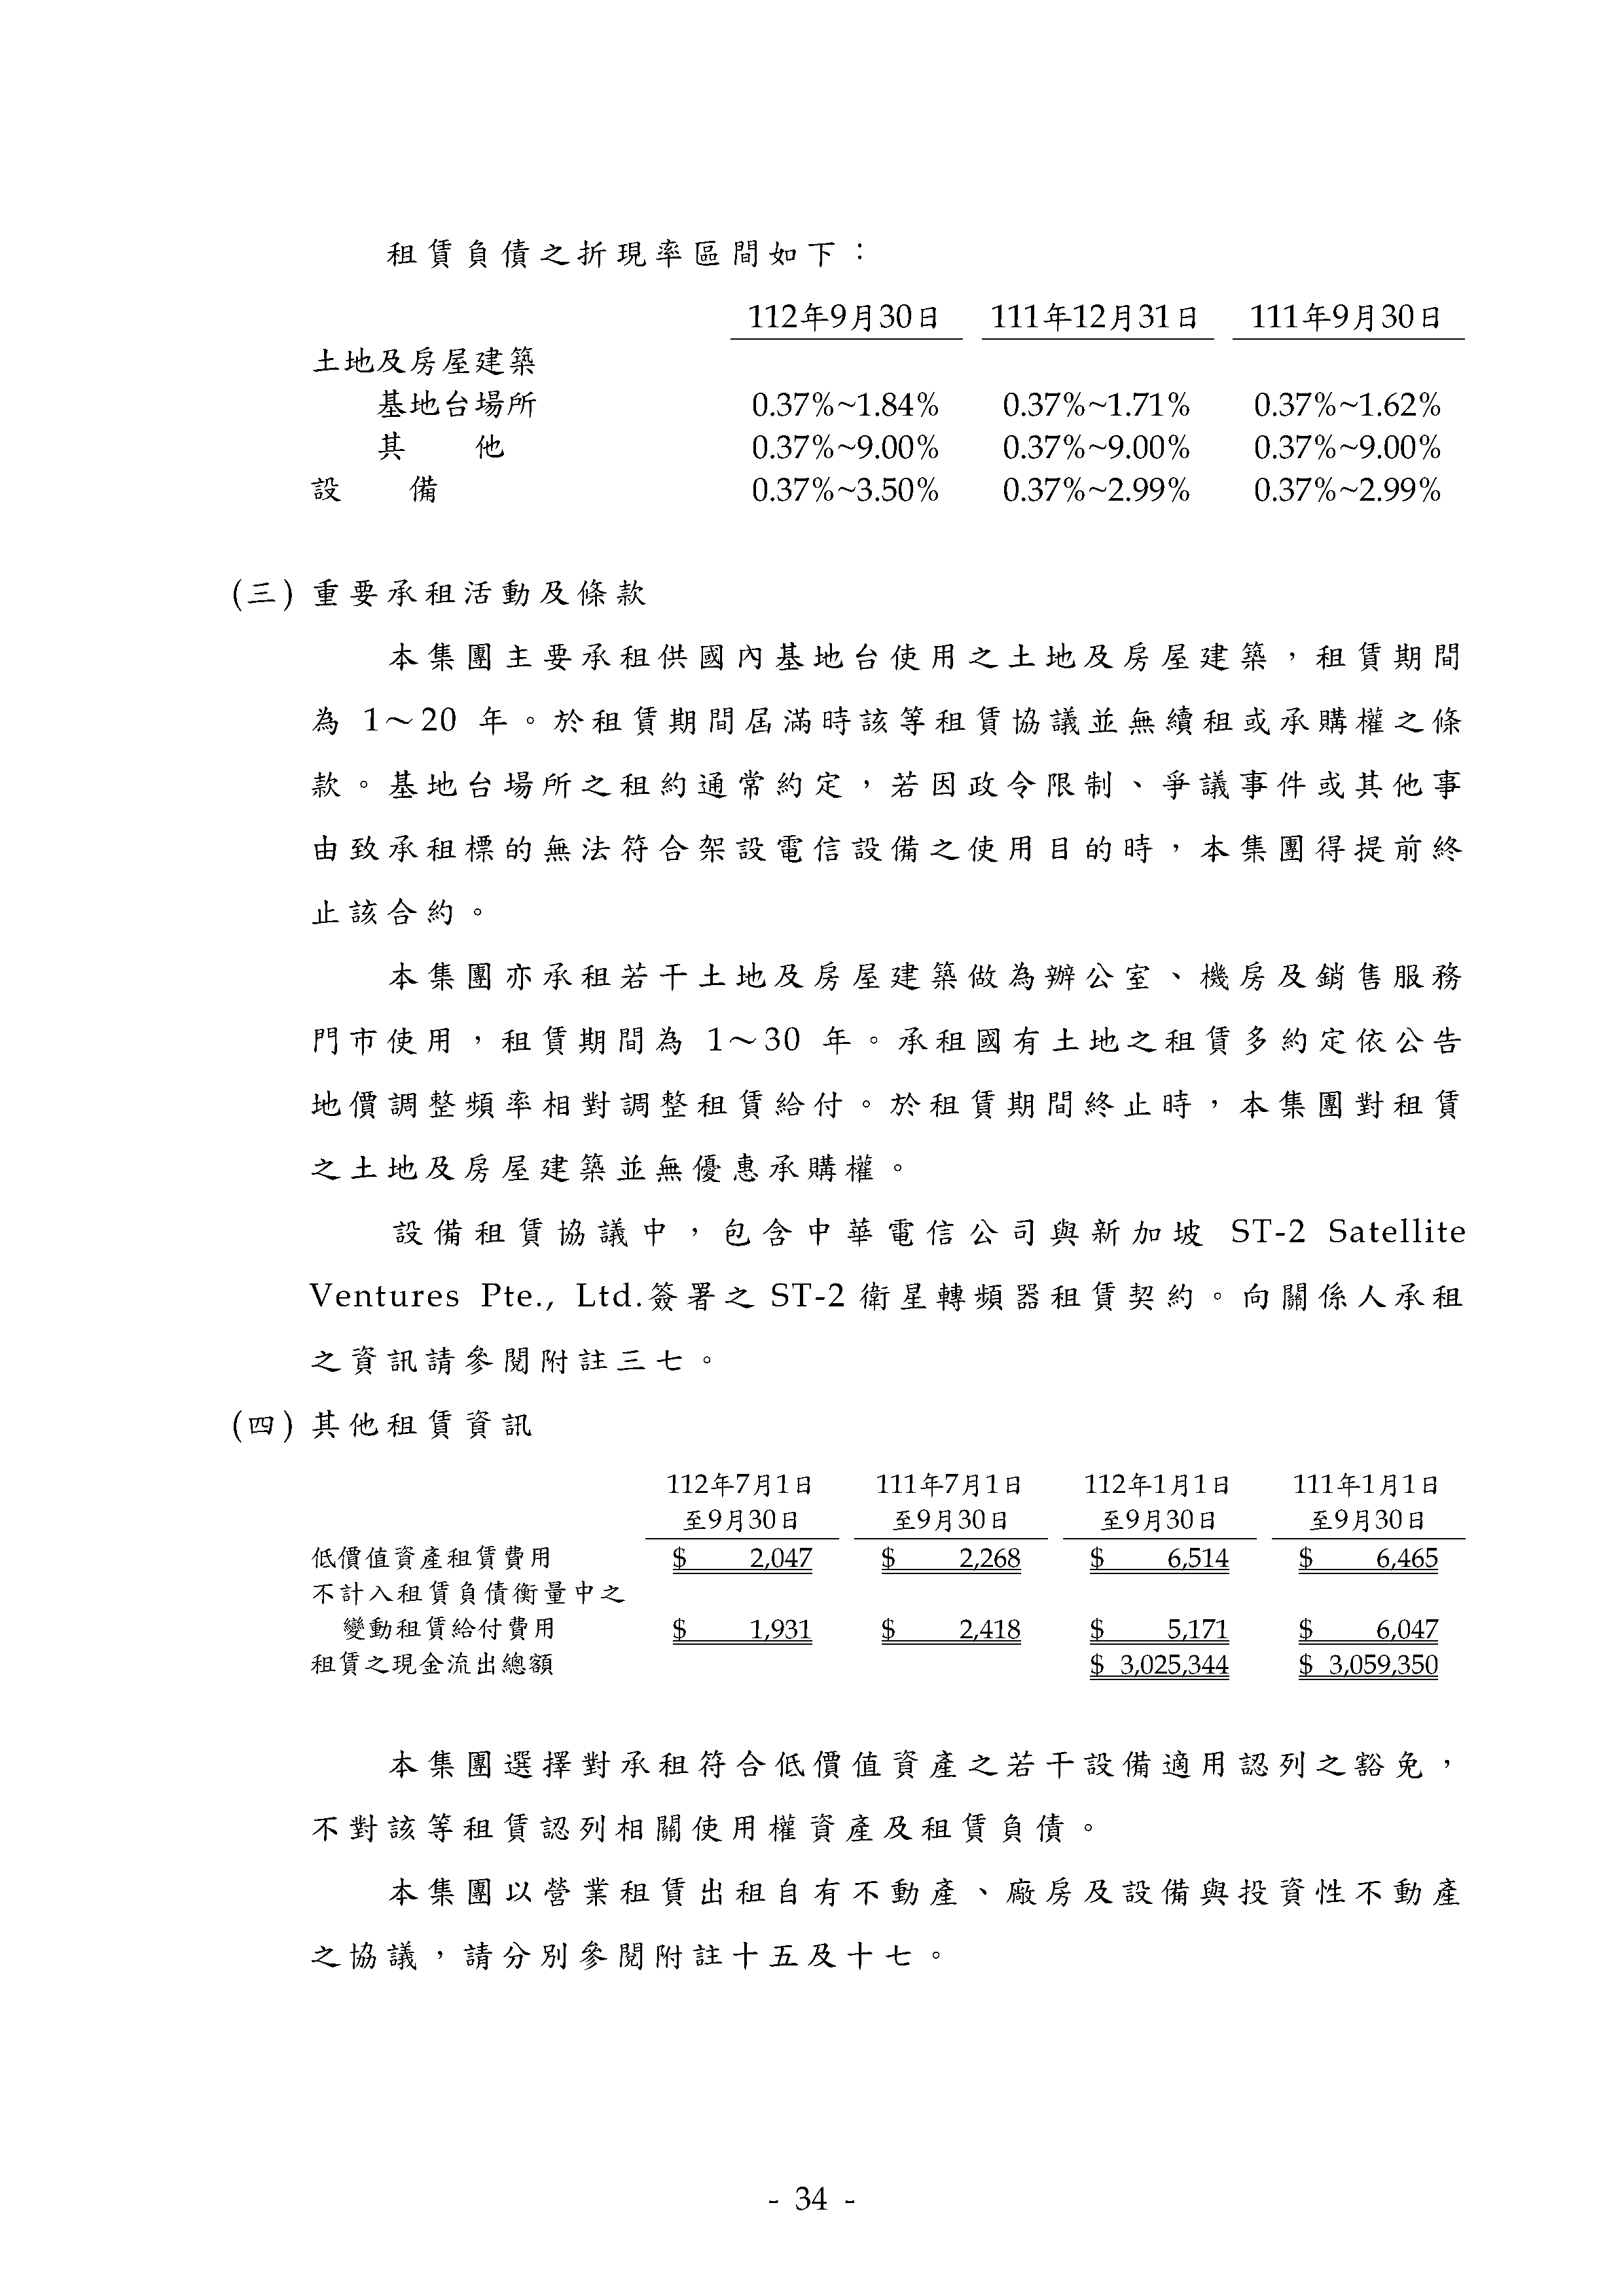 租賃負債之折現率區間如下：
112年9月30日 111年12月31日 111年9月30日
土地及房屋建築
基地台場所 0.37%~1.84% 0.37%~1.71% 0.37%~1.62%
其　　他 0.37%~9.00% 0.37%~9.00% 0.37%~9.00%
設　　備 0.37%~3.50% 0.37%~2.99% 0.37%~2.99%
(三) 重要承租活動及條款
本集團主要承租供國內基地台使用之土地及房屋建築，租賃期間
為 1～20 年。於租賃期間屆滿時該等租賃協議並無續租或承購權之條
款。基地台場所之租約通常約定，若因政令限制、爭議事件或其他事
由致承租標的無法符合架設電信設備之使用目的時，本集團得提前終
止該合約。
本集團亦承租若干土地及房屋建築做為辦公室、機房及銷售服務
門市使用，租賃期間為 1～30 年。承租國有土地之租賃多約定依公告
地價調整頻率相對調整租賃給付。於租賃期間終止時，本集團對租賃
之土地及房屋建築並無優惠承購權。
設備租賃協議中，包含中華電信公司與新加坡 ST-2 Satellite
Ventures Pte., Ltd.簽署之 ST-2 衛星轉頻器租賃契約。向關係人承租
之資訊請參閱附註三七。
(四) 其他租賃資訊
112年7月1日 111年7月1日 112年1月1日 111年1月1日
至9月30日 至9月30日 至9月30日 至9月30日
低價值資產租賃費用 $ 2,047 $ 2,268 $ 6,514 $ 6,465
不計入租賃負債衡量中之
變動租賃給付費用 $ 1,931 $ 2,418 $ 5,171 $ 6,047
租賃之現金流出總額 $ 3,025,344 $ 3,059,350
本集團選擇對承租符合低價值資產之若干設備適用認列之豁免，
不對該等租賃認列相關使用權資產及租賃負債。
本集團以營業租賃出租自有不動產、廠房及設備與投資性不動產
之協議，請分別參閱附註十五及十七。
- 34 -